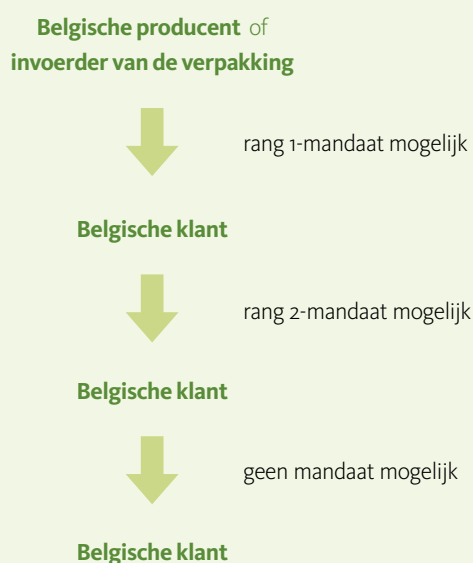 Belgische producent of
invoerder van de verpakking
rang 1-mandaat mogelijk
Belgische klant
rang 2-mandaat mogelijk
Belgische klant
geen mandaat mogelijk
Belgische klant